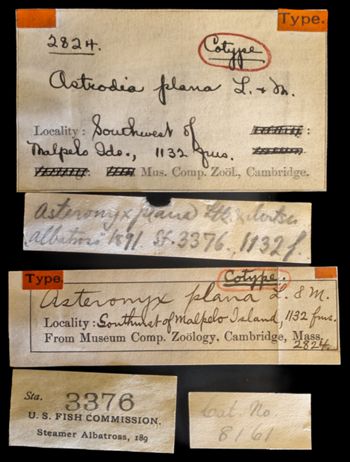 Type.
2824.
Cotype
Astrodia plana L. & M.
Locality: Southwest of
Malpelo Ids., 1132 fms.
Mus. Comp. Zoöl., Cambridge.
Asteronyx plana
Albatross 1891. St. 3376., 1132 f.
Type.
Cotype.
Asteronyx plana L. & M.
Locality: Southwest of Malpelo Island, 1132 fms.
From Museum Comp. Zoölogy, Cambridge, Mass.
2824.
Sta. 3376
U. S. FISH COMMISSION.
Steamer Albatross, 189
Cat. No
8161